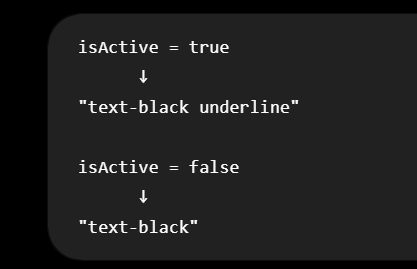 isActive = true
↓
"text-black underline"
isActive = false
↓
"text-black"